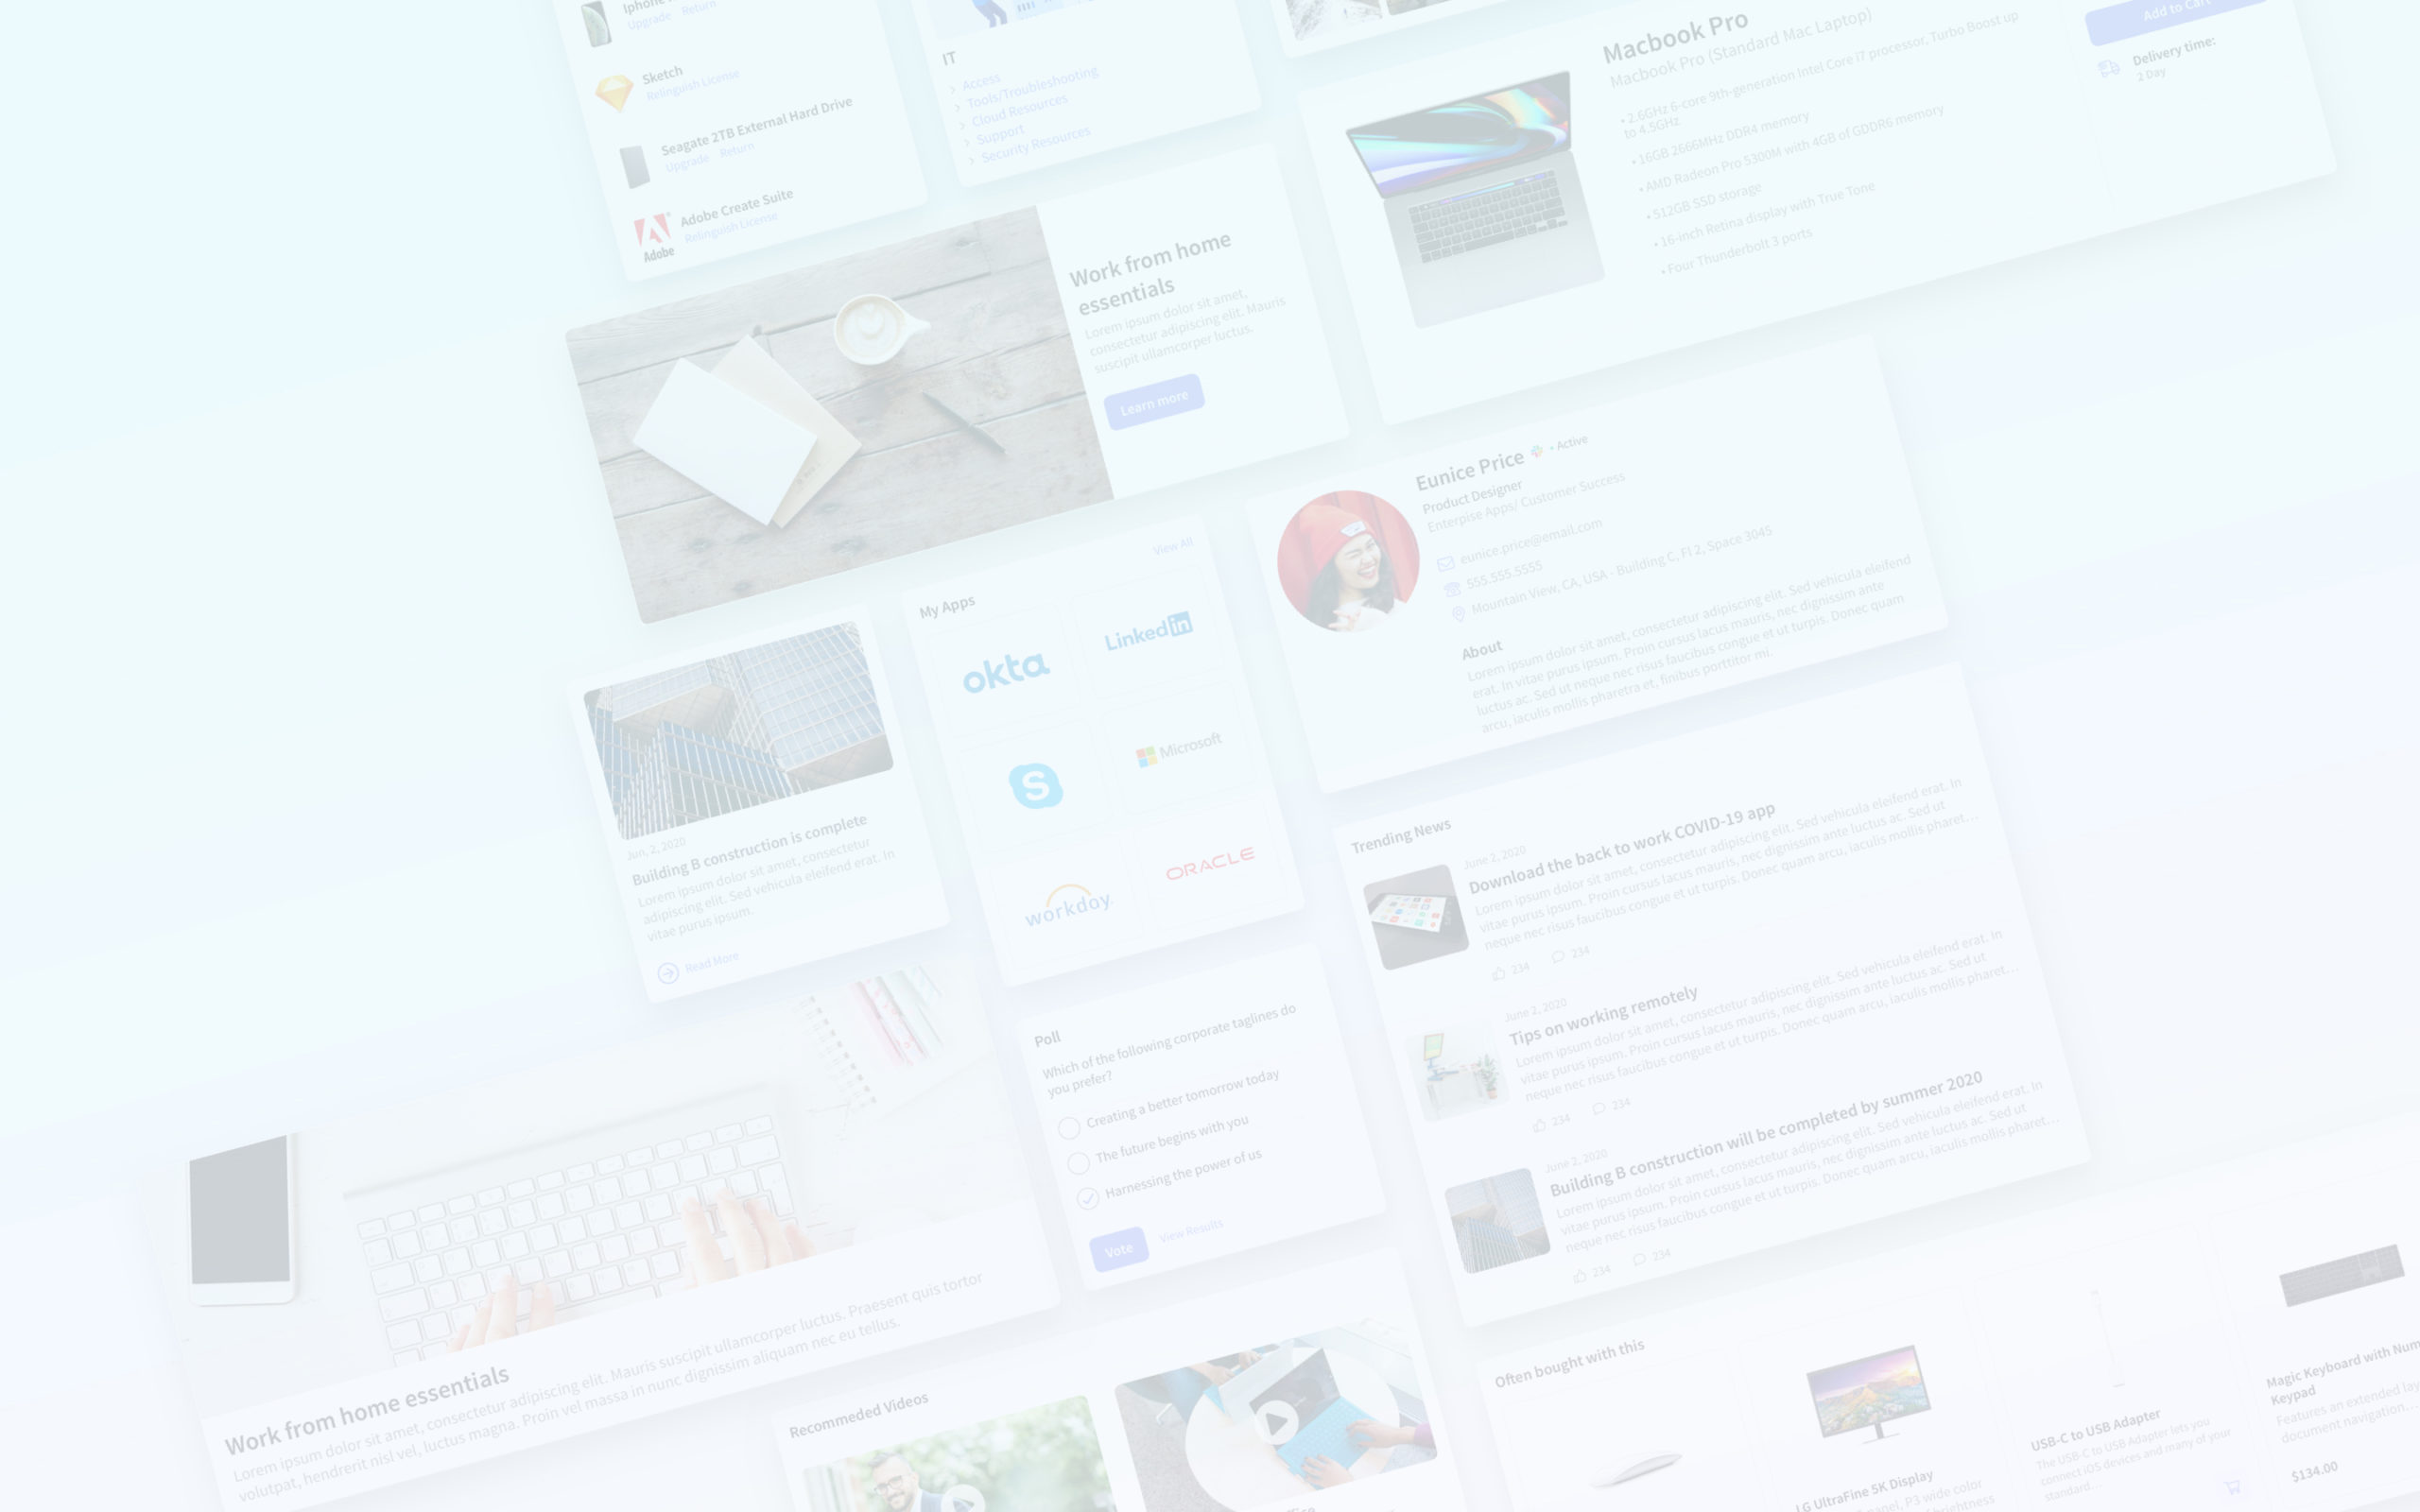 Upgrade Return
Sketch
Relinguish License
Seagate 2TB External Hard Drive
Upgrade Return
Adobe Create Suite
Relinguish License
Adobe
IT
Access
Tools/Troubleshooting
Cloud Resources
Support
Security Resources
Macbook Pro
Macbook Pro (Standard Mac Laptop)
• 2.6GHz 6-core 9th-generation Intel Core i7 processor, Turbo Boost up
to 4.5GHz
• 16GB 2666MHz DDR4 memory
• AMD Radeon Pro 5300M with 4GB of GDDR6 memory
• 512GB SSD storage
• 16-inch Retina display with True Tone
• Four Thunderbolt 3 ports
Add to Cart
Delivery time:
2 Day
Work from home
essentials
Lorem ipsum dolor sit amet,
consectetur adipiscing elit. Mauris
suscipit ullamcorper luctus.
Learn more
Eunice Price • Active
Product Designer
Enterpise Apps/ Customer Success
eunice.price@email.com
555.555.5555
Mountain View, CA, USA - Building C, Fl 2, Space 3045
About
Lorem ipsum dolor sit amet, consectetur adipiscing elit. Sed vehicula eleifend
erat. In vitae purus ipsum. Proin cursus lacus mauris, nec dignissim ante
luctus ac. Sed ut neque nec risus faucibus congue et ut turpis. Donec quam
arcu, iaculis mollis pharetra et, finibus porttitor mi.
Jun, 2, 2020
Building B construction is complete
Lorem ipsum dolor sit amet, consectetur
adipiscing elit. Sed vehicula eleifend erat. In
vitae purus ipsum.
Read More
My Apps
View All
okta
Linkedin
S
Microsoft
workday
ORACLE
Trending News
June 2, 2020
Download the back to work COVID-19 app
Lorem ipsum dolor sit amet, consectetur adipiscing elit. Sed vehicula eleifend erat. In
vitae purus ipsum. Proin cursus lacus mauris, nec dignissim ante luctus ac. Sed ut
neque nec risus faucibus congue et ut turpis. Donec quam arcu, iaculis mollis pharet...
234 234
June 2, 2020
Tips on working remotely
Lorem ipsum dolor sit amet, consectetur adipiscing elit. Sed vehicula eleifend erat. In
vitae purus ipsum. Proin cursus lacus mauris, nec dignissim ante luctus ac. Sed ut
neque nec risus faucibus congue et ut turpis. Donec quam arcu, iaculis mollis pharet...
234 234
June 2, 2020
Building B construction will be completed by summer 2020
Lorem ipsum dolor sit amet, consectetur adipiscing elit. Sed vehicula eleifend erat. In
vitae purus ipsum. Proin cursus lacus mauris, nec dignissim ante luctus ac. Sed ut
neque nec risus faucibus congue et ut turpis. Donec quam arcu, iaculis mollis pharet...
234 234
Poll
Which of the following corporate taglines do
you prefer?
Creating a better tomorrow today
The future begins with you
Harnessing the power of us
Vote View Results
Work from home essentials
Lorem ipsum dolor sit amet, consectetur adipiscing elit. Mauris suscipit ullamcorper luctus. Praesent quis tortor
volutpat, hendrerit nisl vel, luctus magna. Proin vel massa in nunc dignissim aliquam nec eu tellus.
Recommeded Videos
Often bought with this
LG UltraFine 5K Display
P3 wide color
USB-C to USB Adapter
The USB-C to USB Adapter lets you
connect iOS devices and many of your
standard...
Magic Keyboard with Num
Keypad
Features an extended lay
document navigation...
$134.00